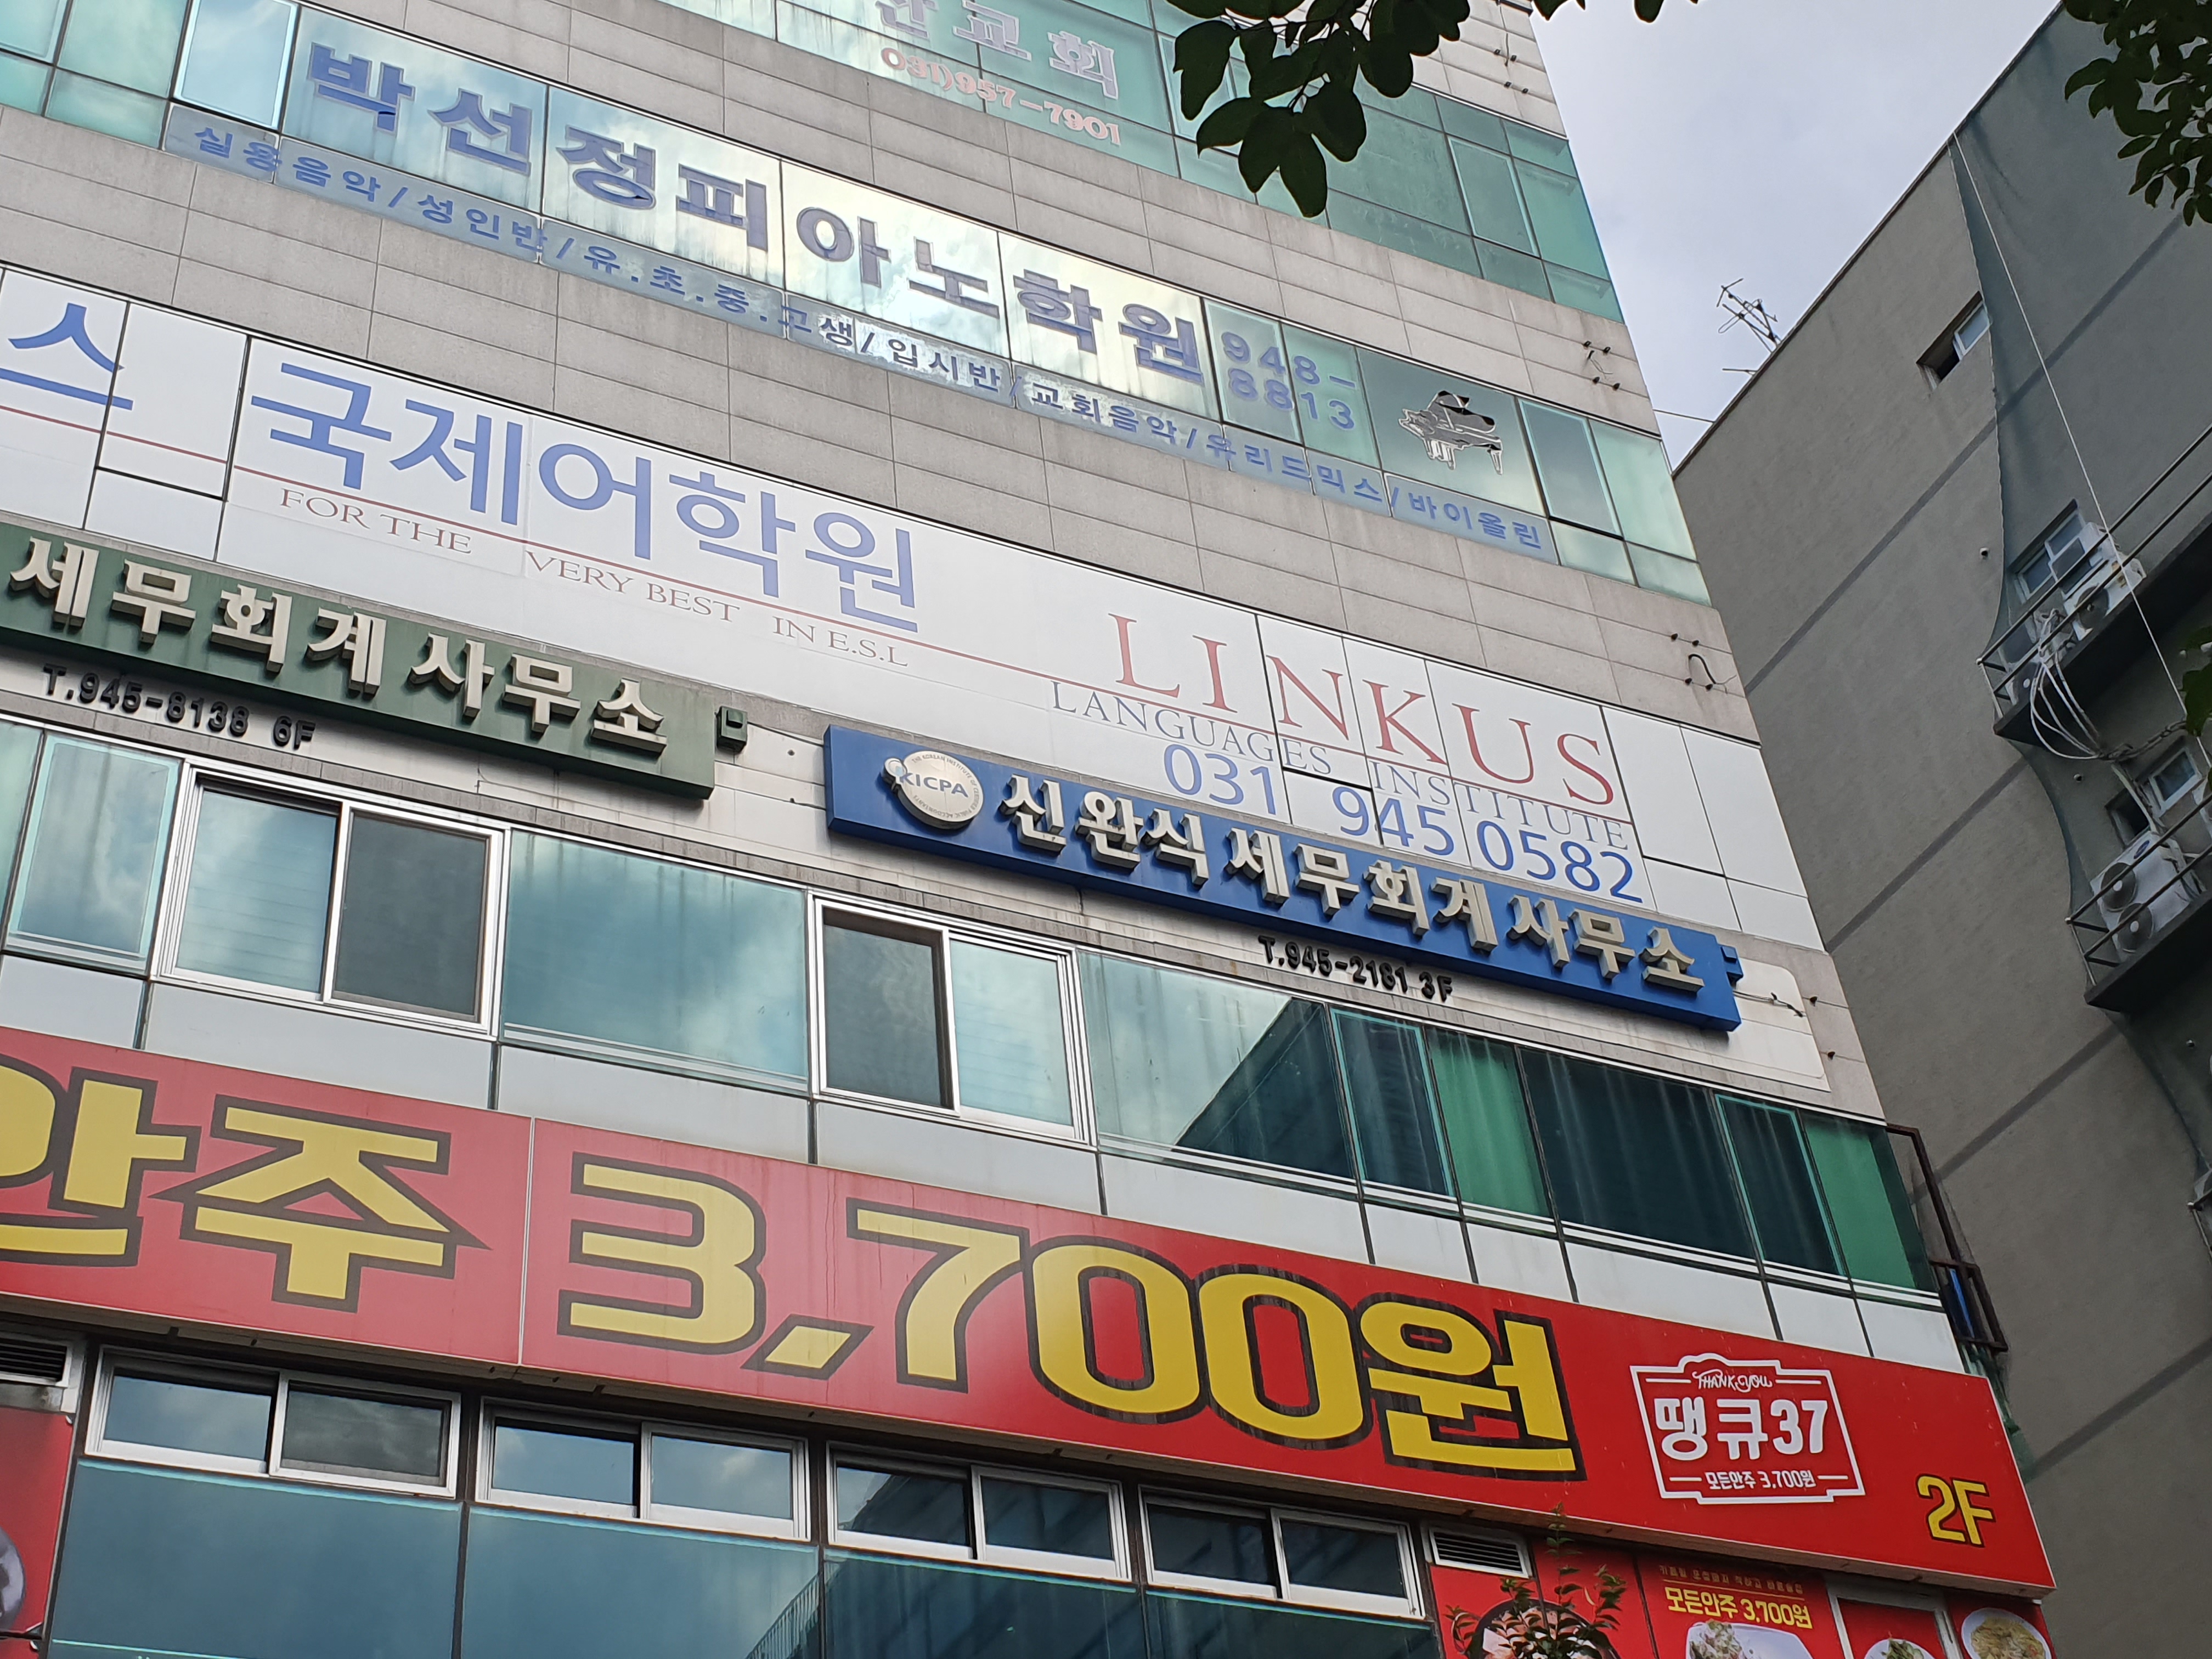 교회
031)957-7901
박선정피아노학원
948-
8813
실용음악/성인반/유.초.중.고생/입시반/교회음악/유리드믹스/바이올린
스 국제어학원
FOR THE VERY BEST IN E.S.L
LINKUS
LANGUAGES INSTITUTE
031 945 0582
세무회계사무소
T.945-8138 6F
KICPA
신완식세무회계사무소
T.945-2181 3F
안주 3,700원
THANK YOU
땡큐37
모든안주 3,700원
2F
모든안주 3,700원